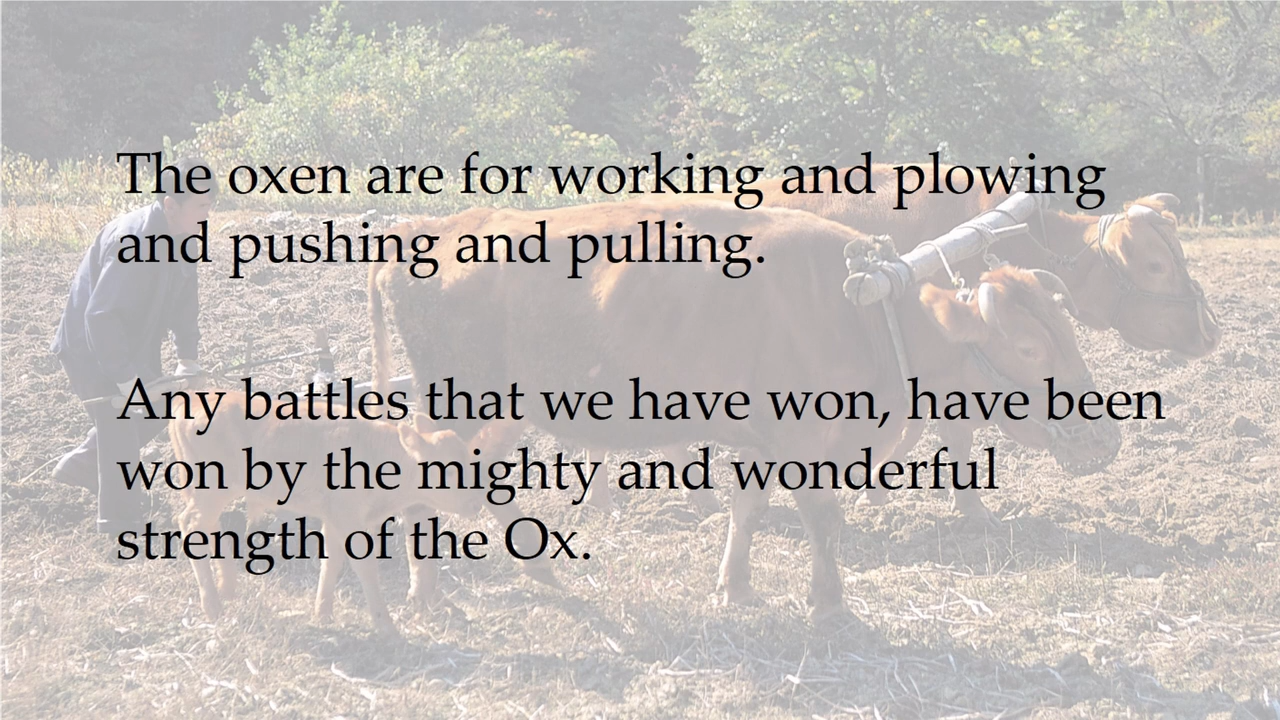 The oxen are for working and plowing
and pushing and pulling.
Any battles that we have won, have been
won by the mighty and wonderful
strength of the Ox.